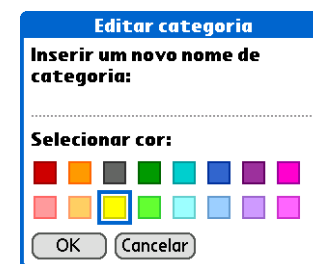 Editar categoria
Inserir um novo nome de
categoria:
Selecionar cor:
OK Cancelar